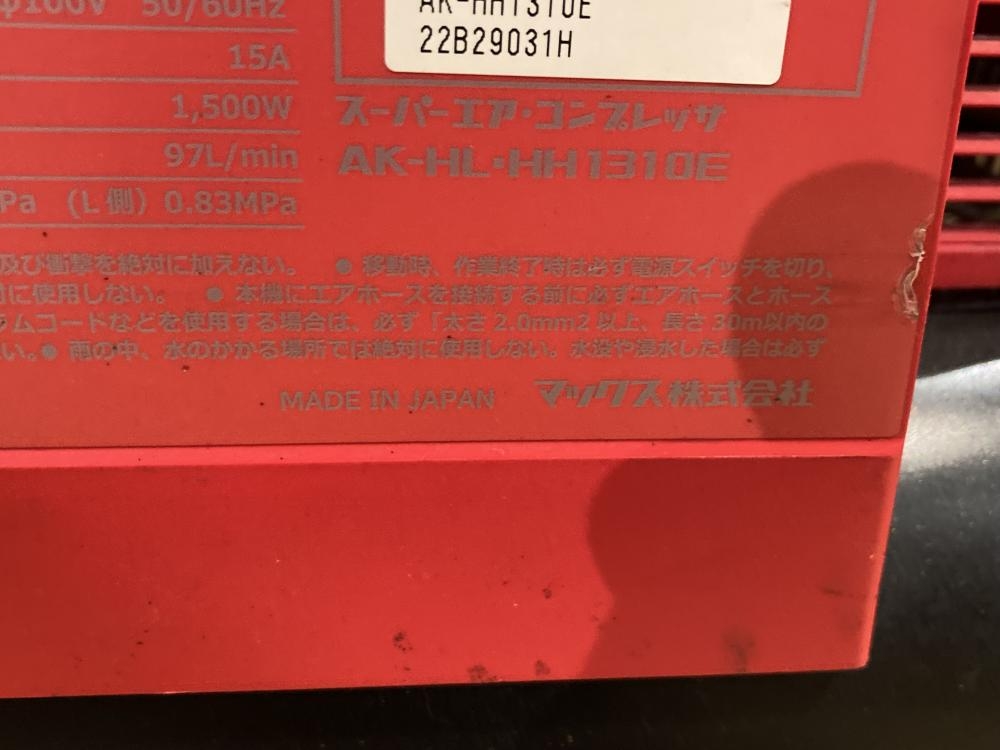 φ100V 50/60Hz
15A
1,500W
97L/min
Pa (L側) 0.83MPa
AK-HH1310E
22B29031H
スーパーエア・コンプレッサ
AK-HL・HH1310E
及び衝撃を絶対に加えない。 ● 移動時、作業終了時は必ず電源スイッチを切り、
に使用しない。 ● 本機にエアホースを接続する前に必ずエアホースとホース
ラムコードなどを使用する場合は、必ず「太さ2.0mm2以上、長さ30m以内の
い。● 雨の中、水のかかる場所では絶対に使用しない。水没や浸水した場合は必ず
MADE IN JAPAN マックス株式会社